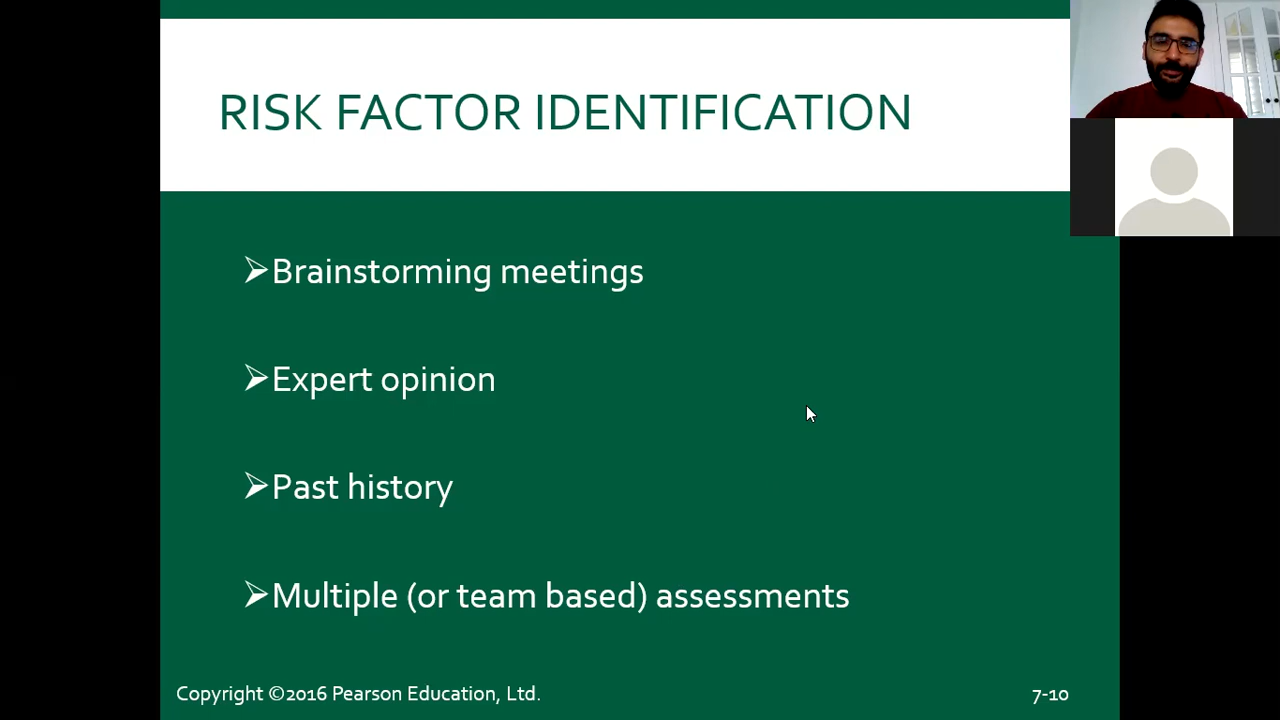 RISK FACTOR IDENTIFICATION
➢Brainstorming meetings
➢Expert opinion
➢Past history
➢Multiple (or team based) assessments
Copyright ©2016 Pearson Education, Ltd.
7-10